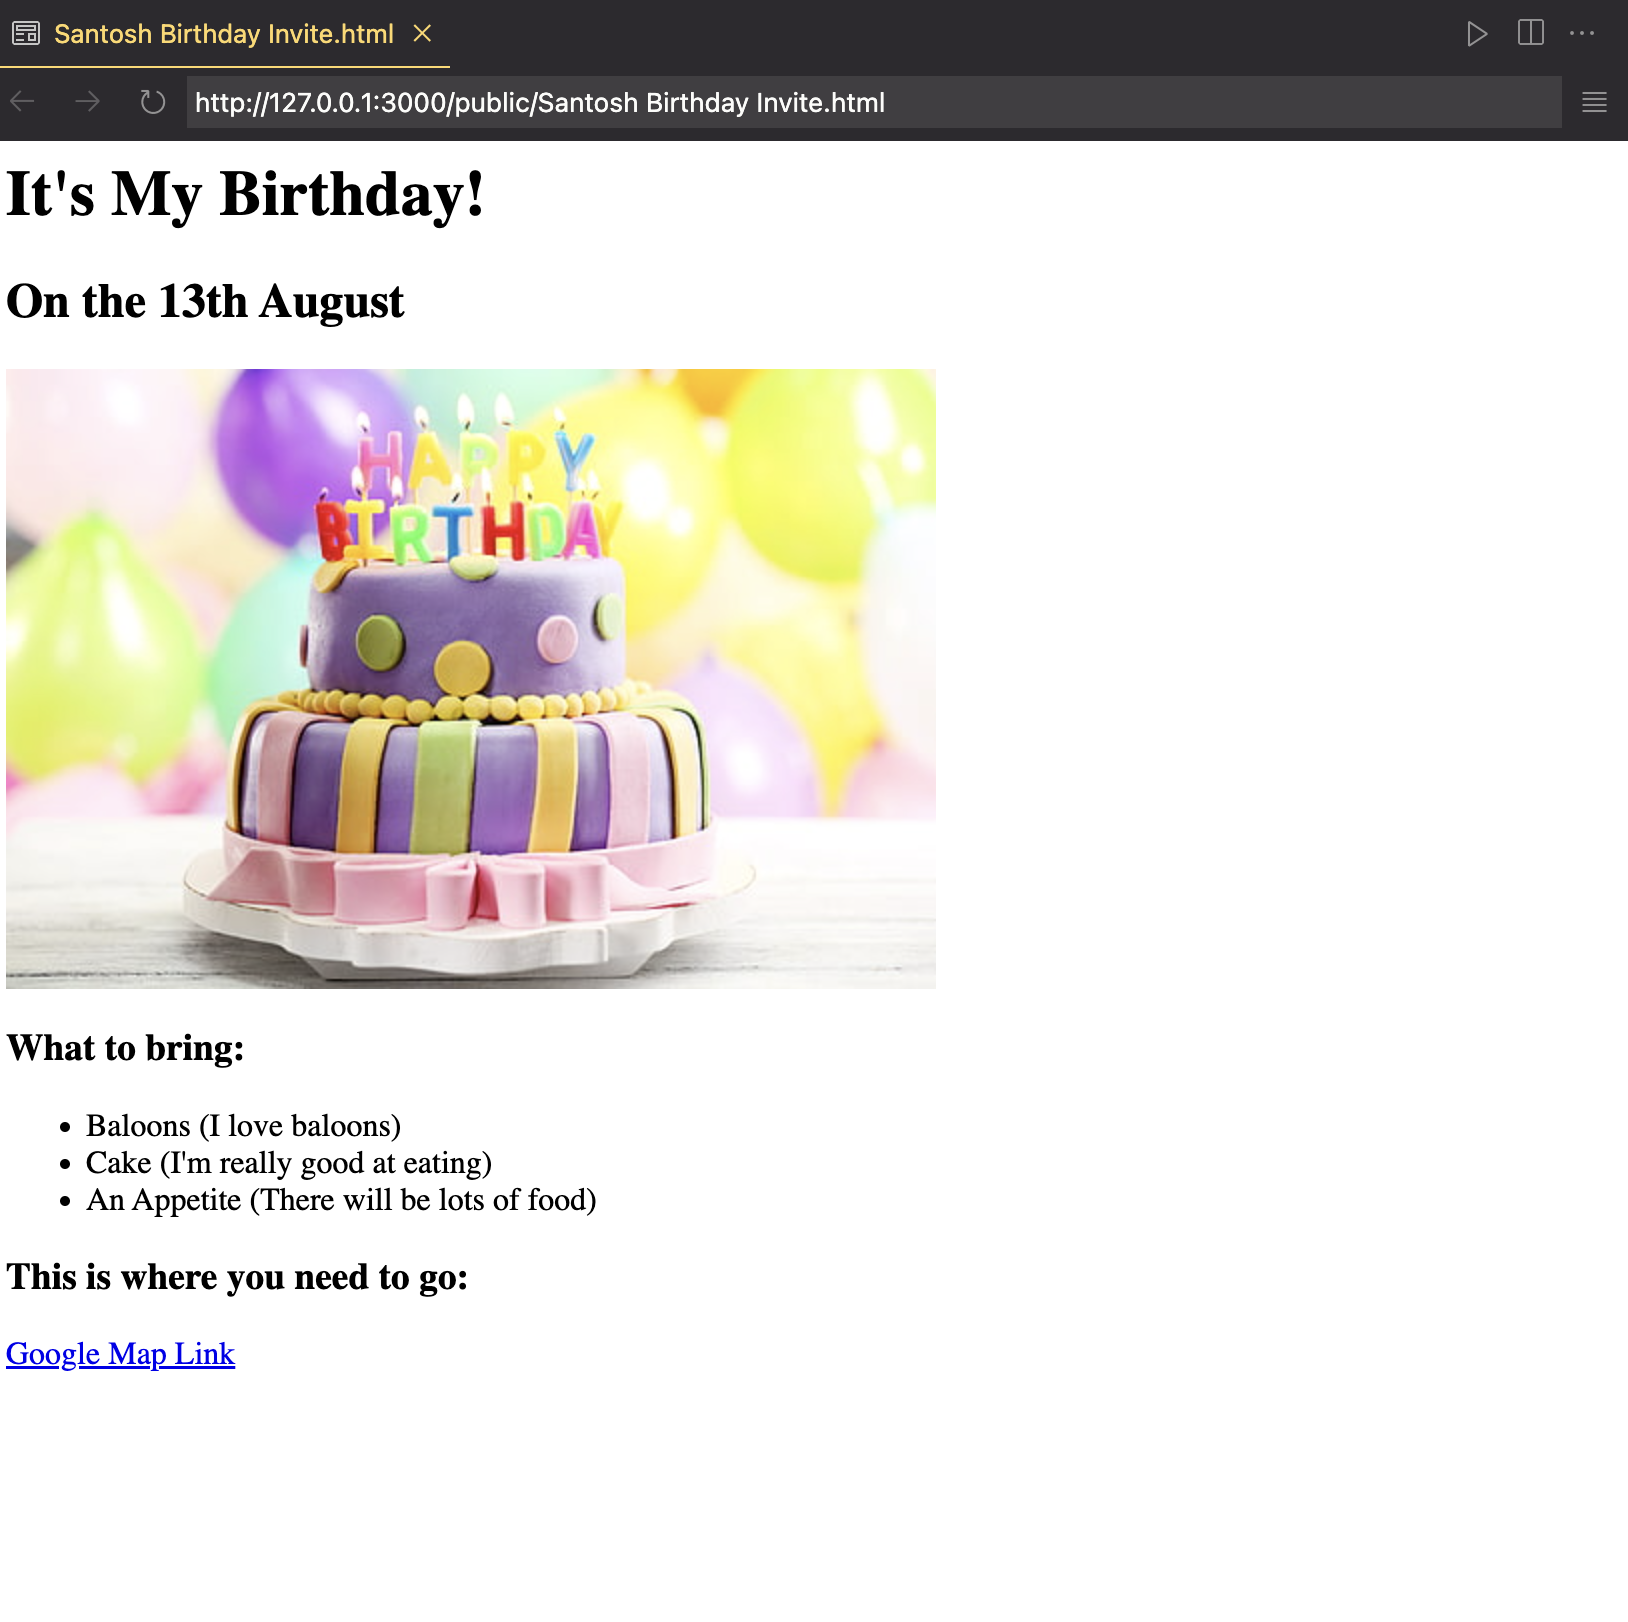 Santosh Birthday Invite.html
http://127.0.0.1:3000/public/Santosh Birthday Invite.html
It's My Birthday!
On the 13th August
HAPPY
BIRTHDAY
What to bring:
Baloons (I love baloons)
Cake (I'm really good at eating)
An Appetite (There will be lots of food)
This is where you need to go:
Google Map Link